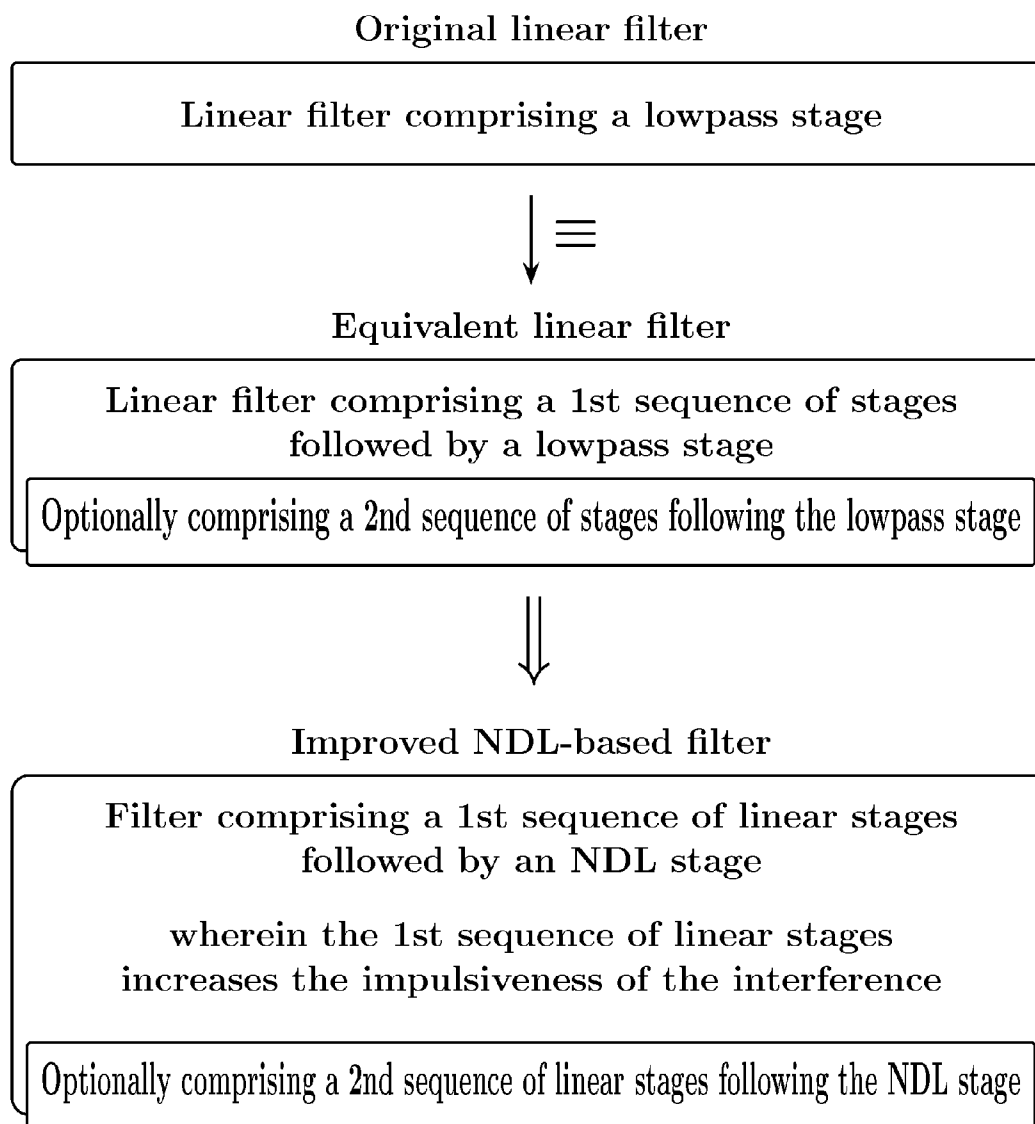 Original linear filter
Linear filter comprising a lowpass stage
≡
Equivalent linear filter
Linear filter comprising a 1st sequence of stages
followed by a lowpass stage
Optionally comprising a 2nd sequence of stages following the lowpass stage
Improved NDL-based filter
Filter comprising a 1st sequence of linear stages
followed by an NDL stage
wherein the 1st sequence of linear stages
increases the impulsiveness of the interference
Optionally comprising a 2nd sequence of linear stages following the NDL stage